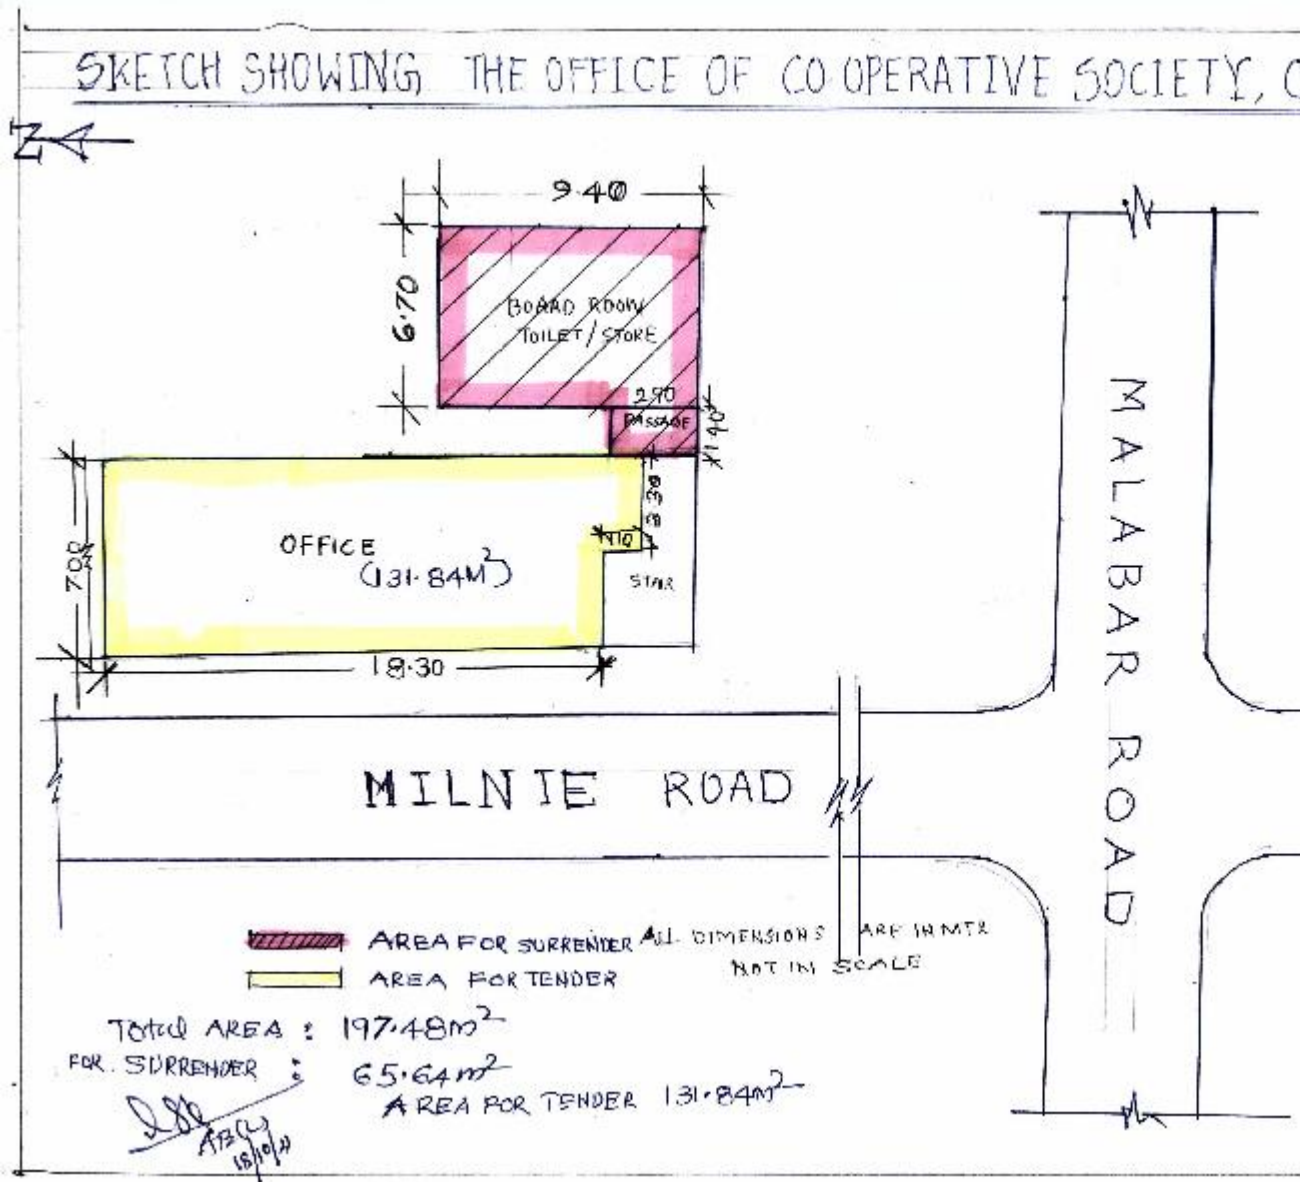 SKETCH SHOWING THE OFFICE OF CO OPERATIVE SOCIETY, C
N
9.40
6.70
BOARD ROOM
TOILET/STORE
2.90
PASSAGE
1.40
7.00
OFFICE
(131.84M²)
3.30
1.10
STAIR
18.30
MALABAR ROAD
MILNIE ROAD
AREA FOR SURRENDER
ALL DIMENSIONS ARE IN MTR
NOT IN SCALE
AREA FOR TENDER
Total AREA : 197.48m²
FOR SURRENDER : 65.64m²
AREA FOR TENDER 131.84m²